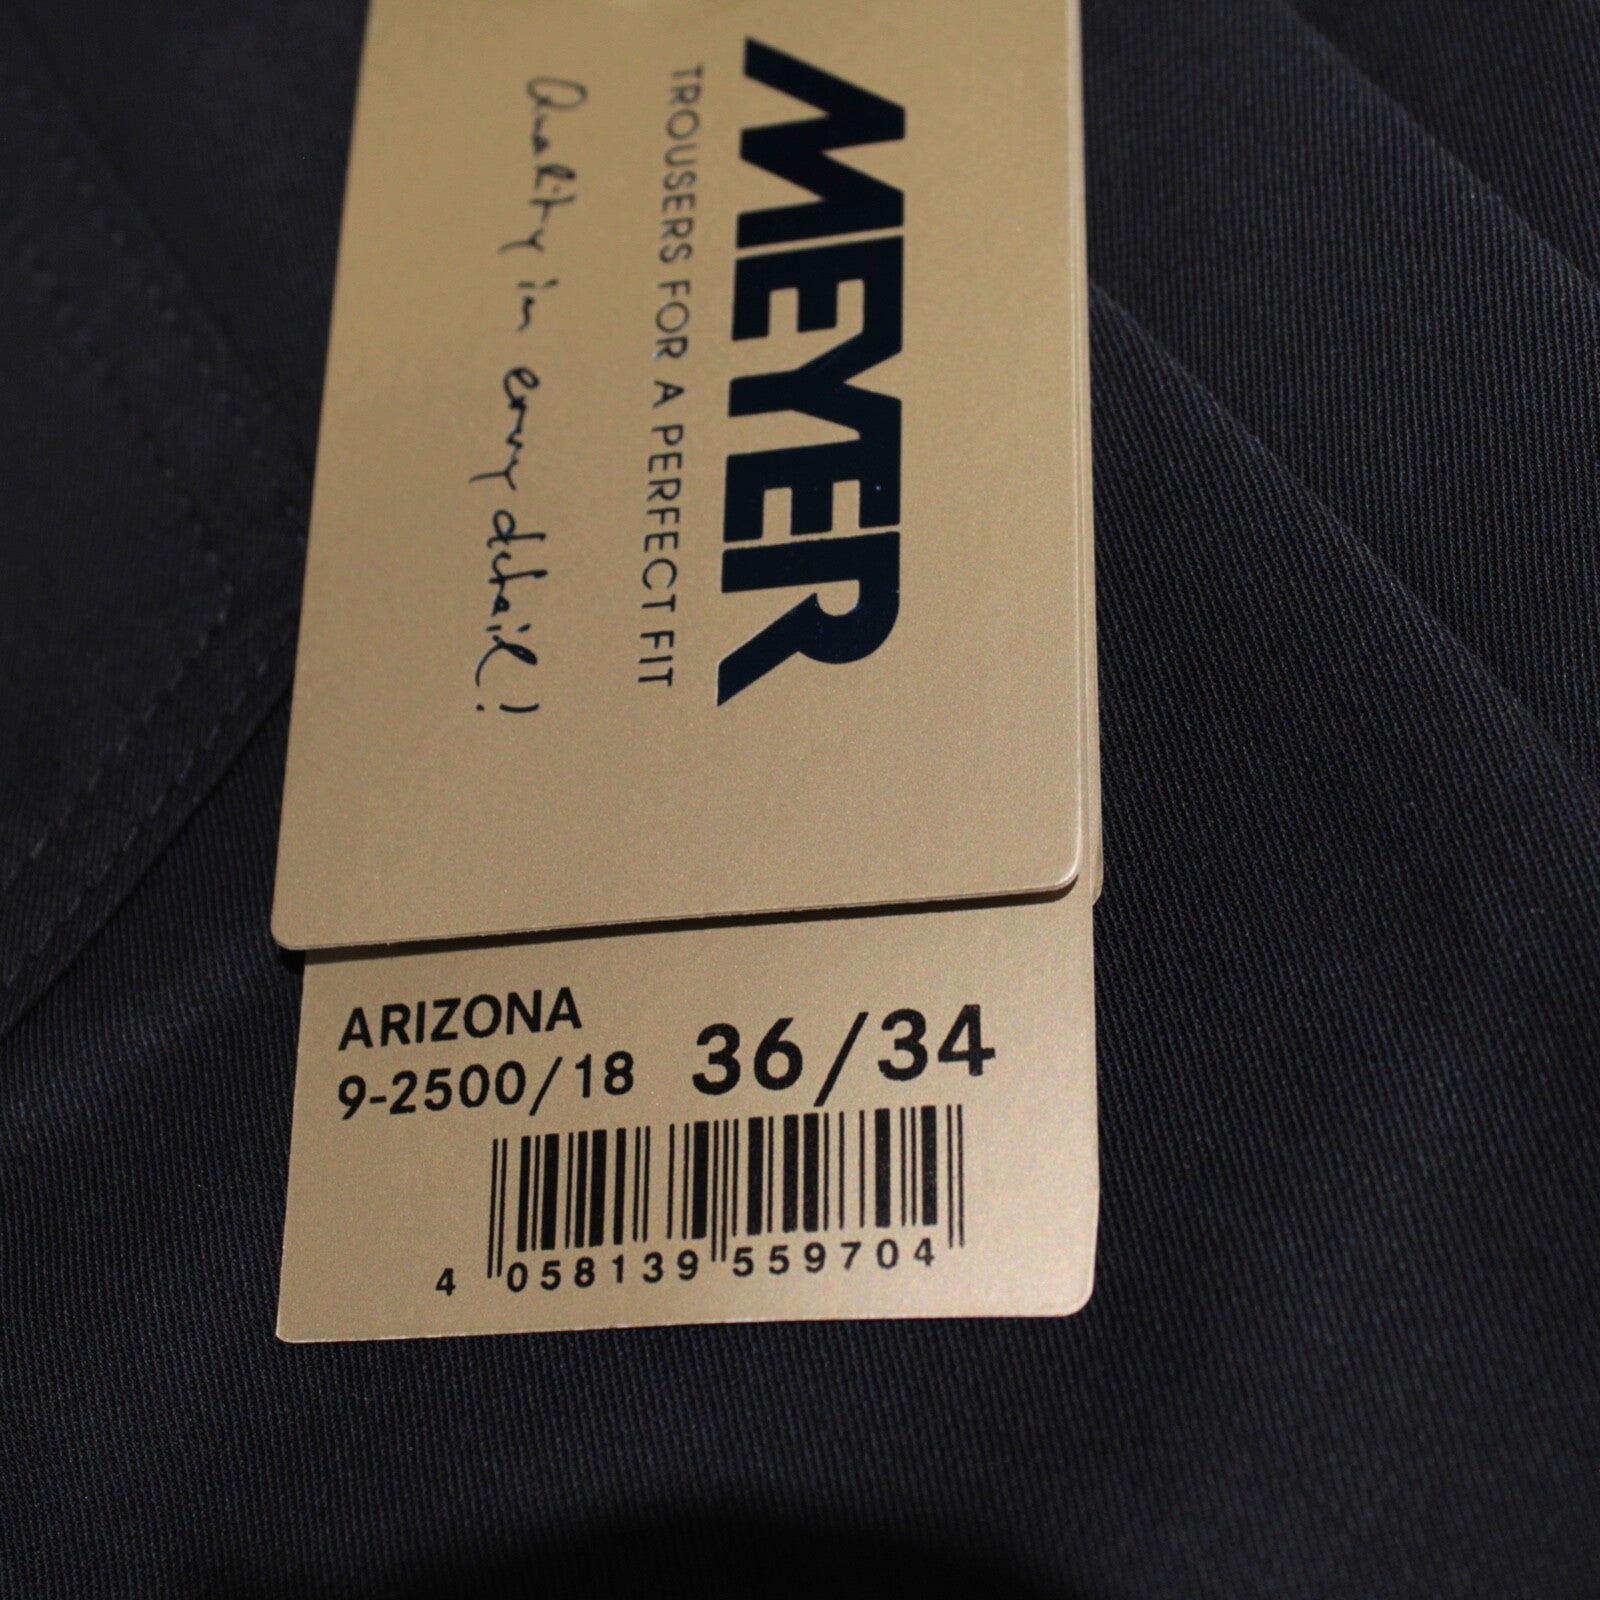 MEYER
TROUSERS FOR A PERFECT FIT
Quality in every detail!
ARIZONA
9-2500/18 36/34
4 058139 559704